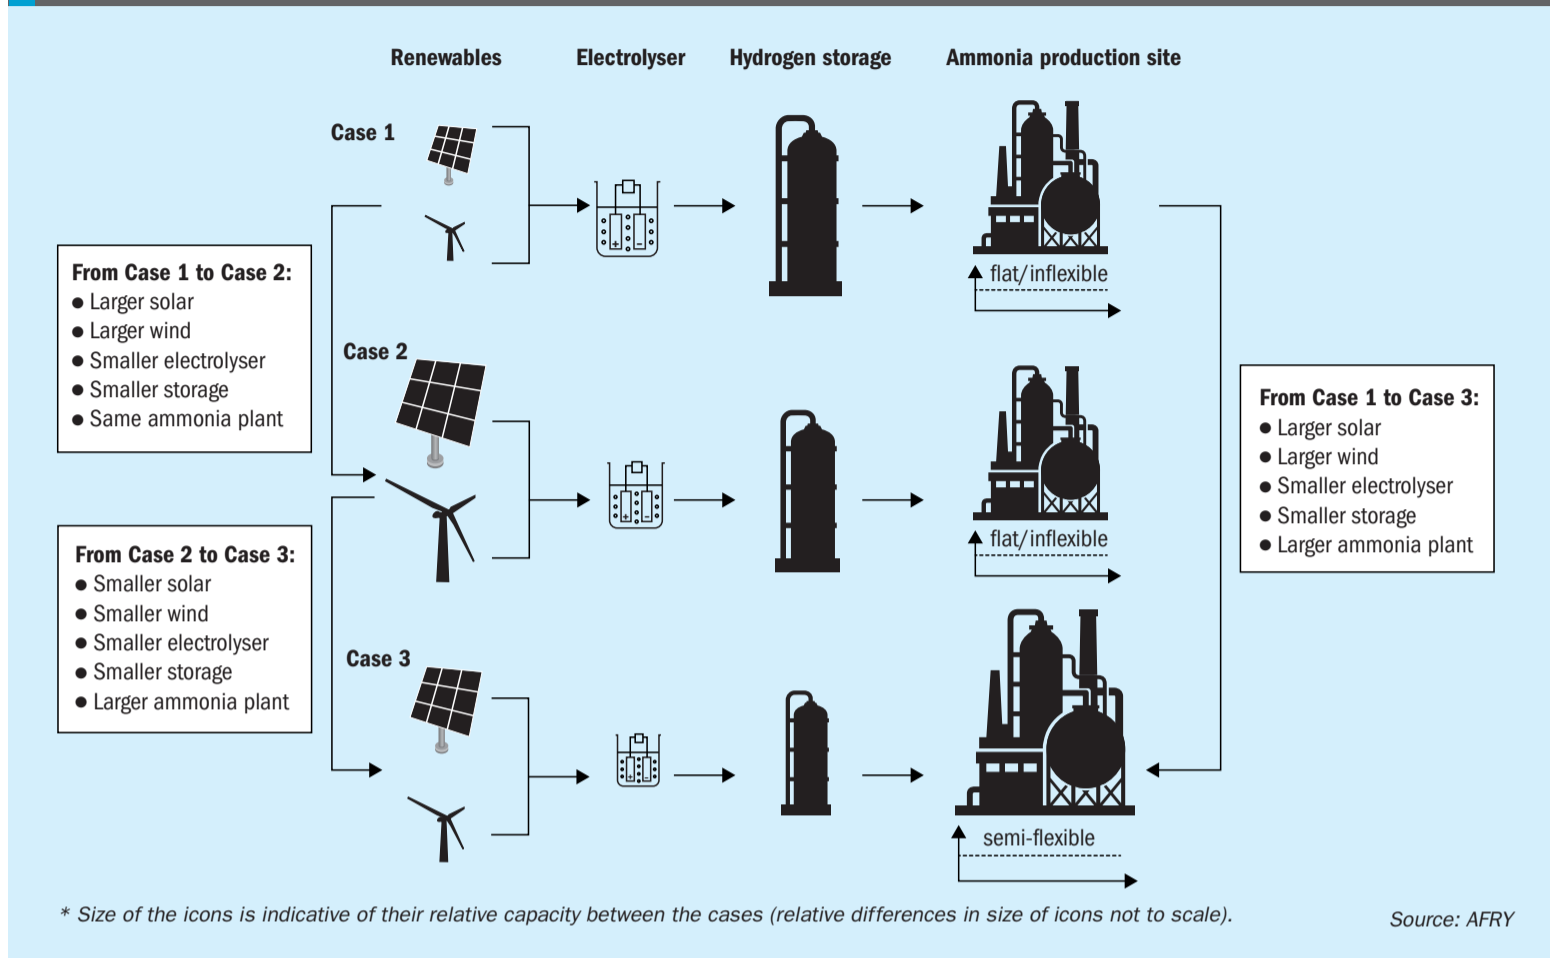 Renewables
Electrolyser
Hydrogen storage
Ammonia production site
Case 1
+
−
flat/inflexible
From Case 1 to Case 2:
● Larger solar
● Larger wind
● Smaller electrolyser
● Smaller storage
● Same ammonia plant
Case 2
+
−
flat/inflexible
From Case 1 to Case 3:
● Larger solar
● Larger wind
● Smaller electrolyser
● Smaller storage
● Larger ammonia plant
From Case 2 to Case 3:
● Smaller solar
● Smaller wind
● Smaller electrolyser
● Smaller storage
● Larger ammonia plant
Case 3
+
−
semi-flexible
* Size of the icons is indicative of their relative capacity between the cases (relative differences in size of icons not to scale).
Source: AFRY